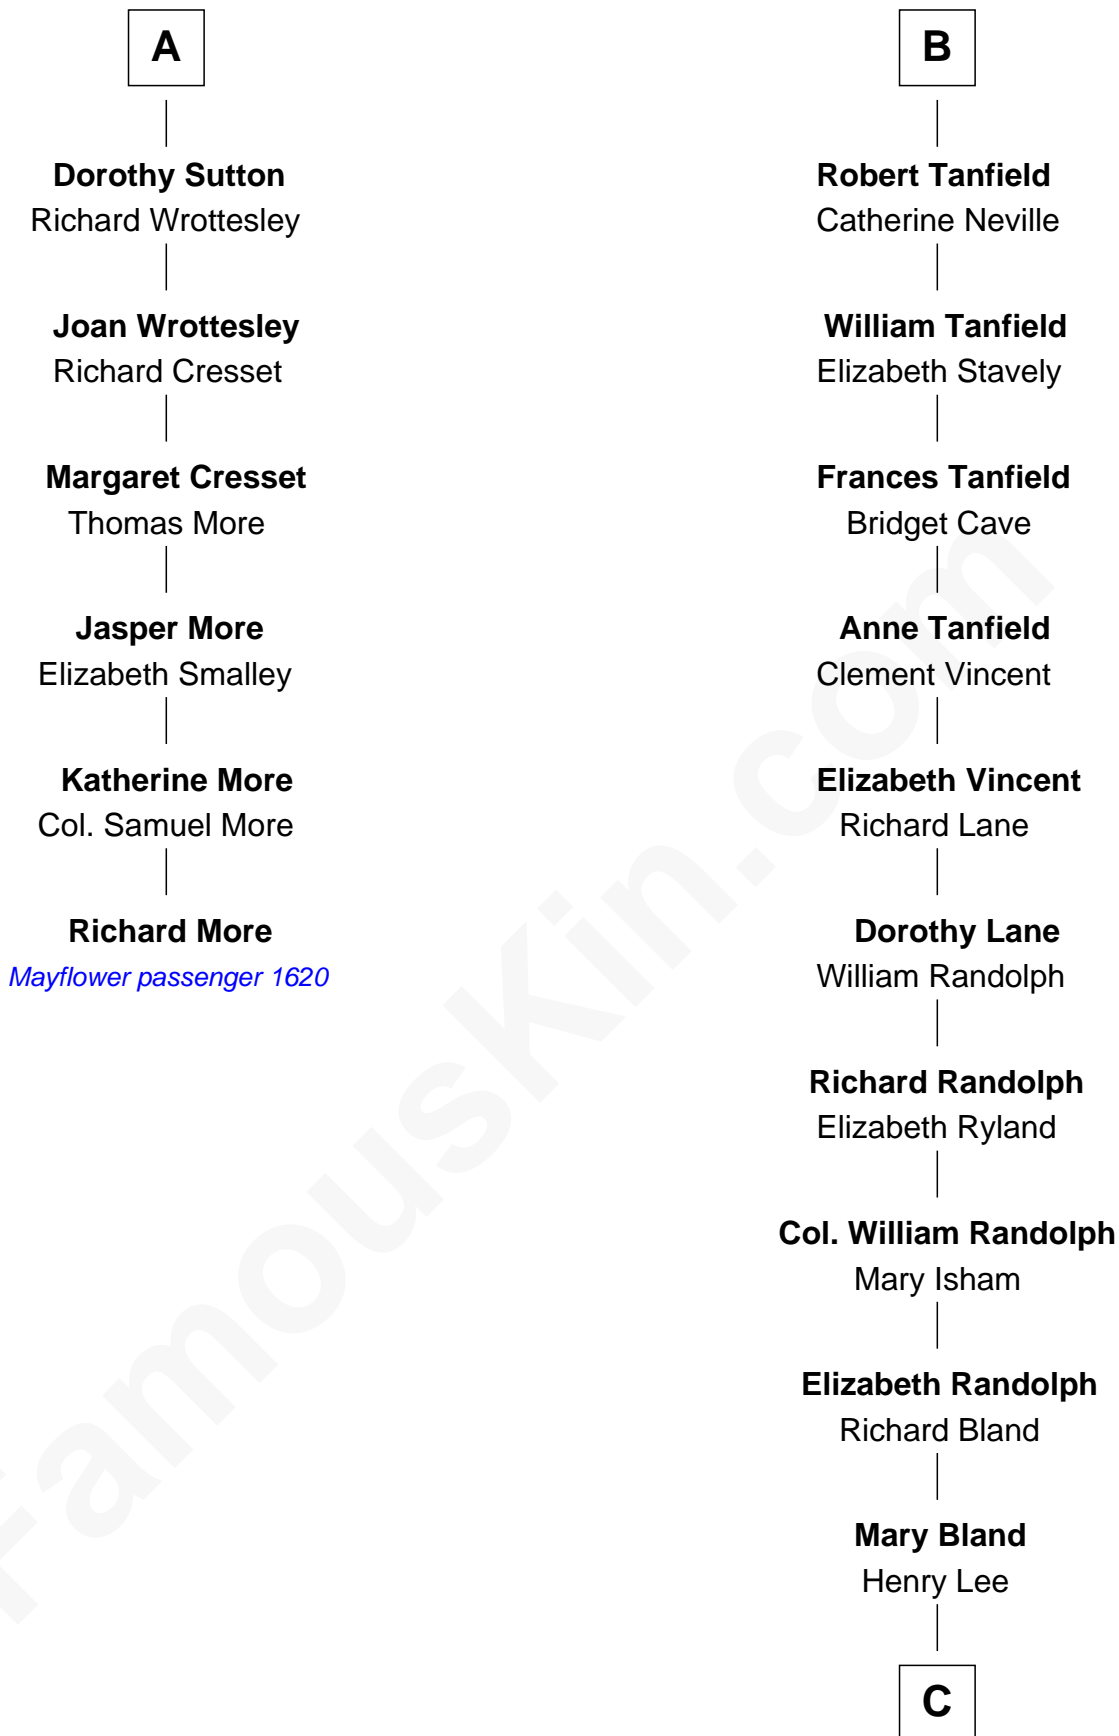 A
Dorothy Sutton
Richard Wrottesley
Joan Wrottesley
Richard Cresset
Margaret Cresset
Thomas More
Jasper More
Elizabeth Smalley
Katherine More
Col. Samuel More
Richard More
Mayflower passenger 1620
B
Robert Tanfield
Catherine Neville
William Tanfield
Elizabeth Stavely
Frances Tanfield
Bridget Cave
Anne Tanfield
Clement Vincent
Elizabeth Vincent
Richard Lane
Dorothy Lane
William Randolph
Richard Randolph
Elizabeth Ryland
Col. William Randolph
Mary Isham
Elizabeth Randolph
Richard Bland
Mary Bland
Henry Lee
C
FamousKin.com